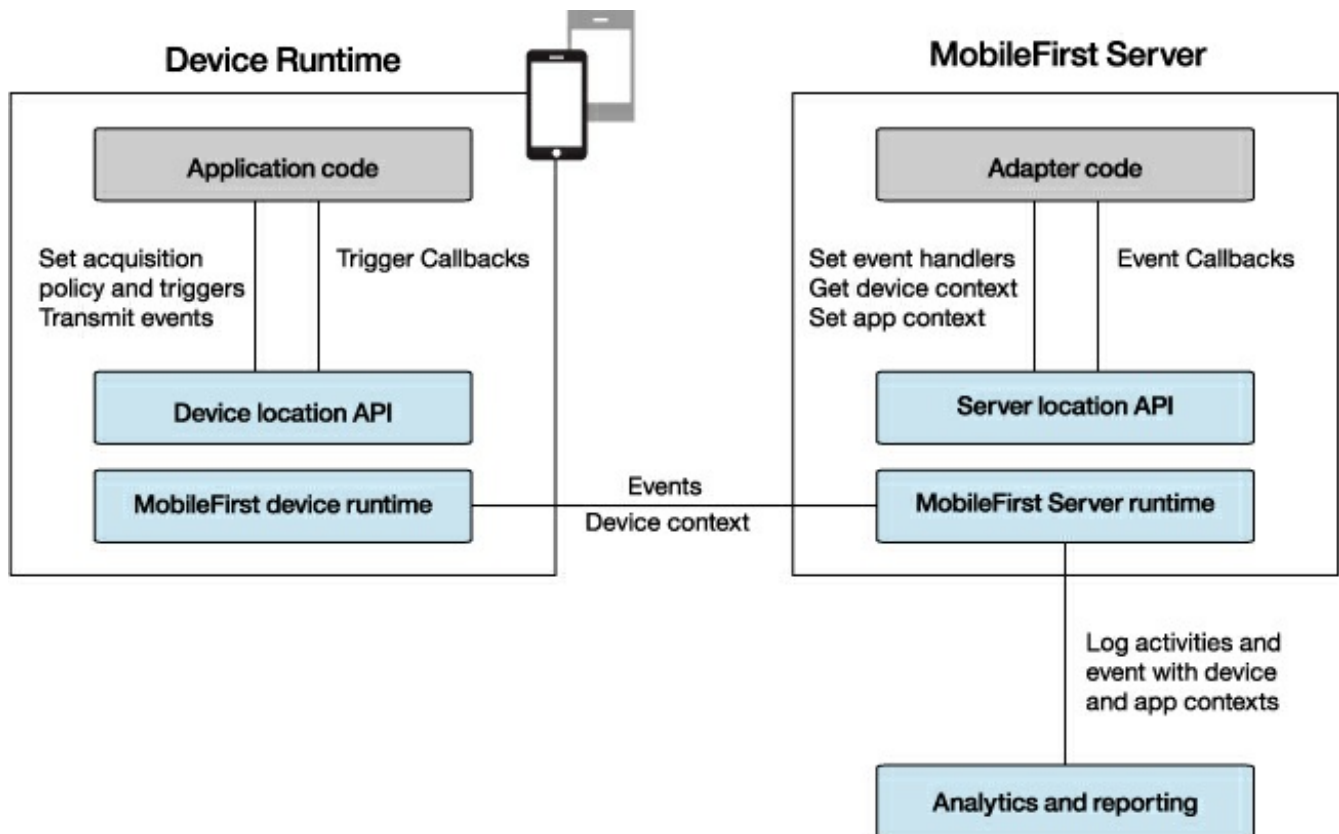 Device Runtime
MobileFirst Server
Application code
Adapter code
Set acquisition
policy and triggers
Transmit events
Trigger Callbacks
Set event handlers
Get device context
Set app context
Event Callbacks
Device location API
Server location API
MobileFirst device runtime
Events
Device context
MobileFirst Server runtime
Log activities and
event with device
and app contexts
Analytics and reporting